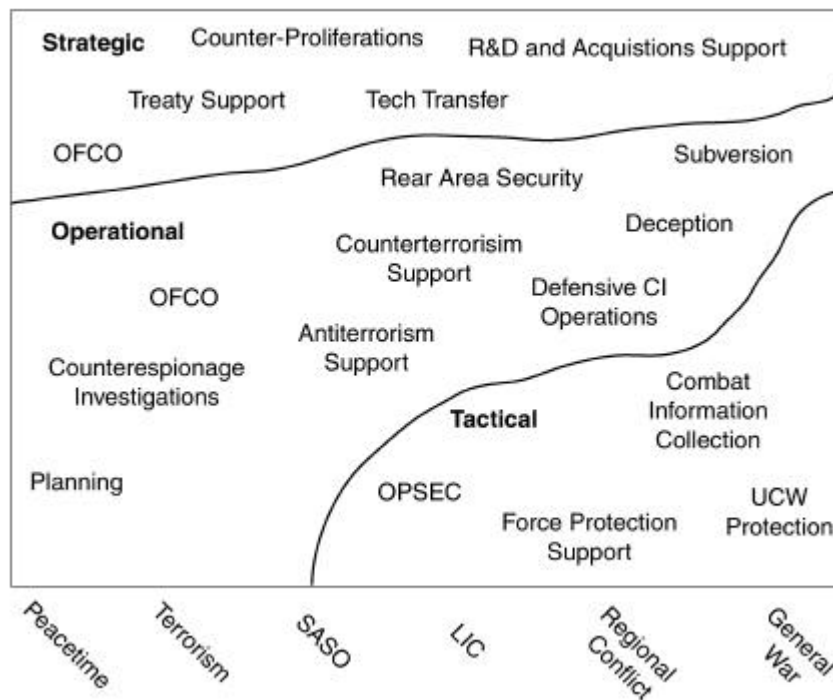 Strategic
Counter-Proliferations
R&D and Acquistions Support
Treaty Support
Tech Transfer
OFCO
Subversion
Rear Area Security
Operational
Deception
Counterterrorisim
Support
OFCO
Defensive CI
Operations
Antiterrorism
Support
Counterespionage
Investigations
Combat
Information
Collection
Tactical
Planning
OPSEC
UCW
Protection
Force Protection
Support
Peacetime
Terrorism
SASO
LIC
Regional
Conflict
General
War